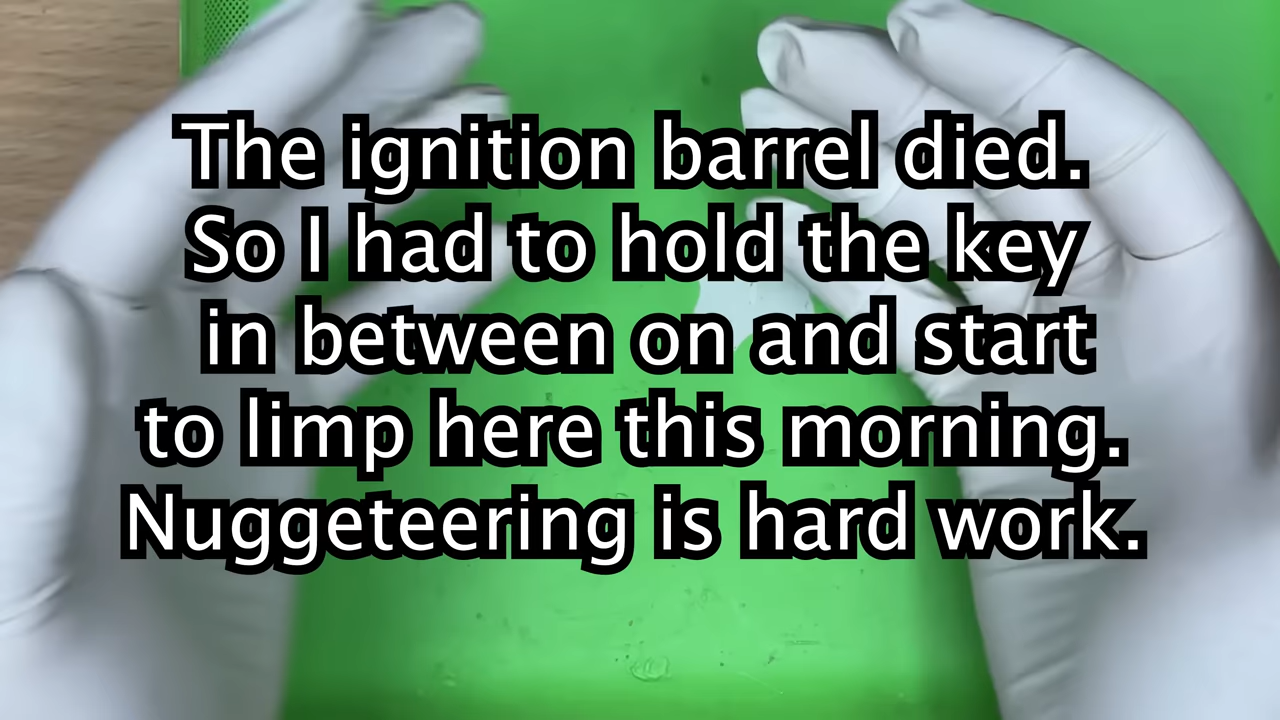 The ignition barrel died.
So I had to hold the key
in between on and start
to limp here this morning.
Nuggeteering is hard work.